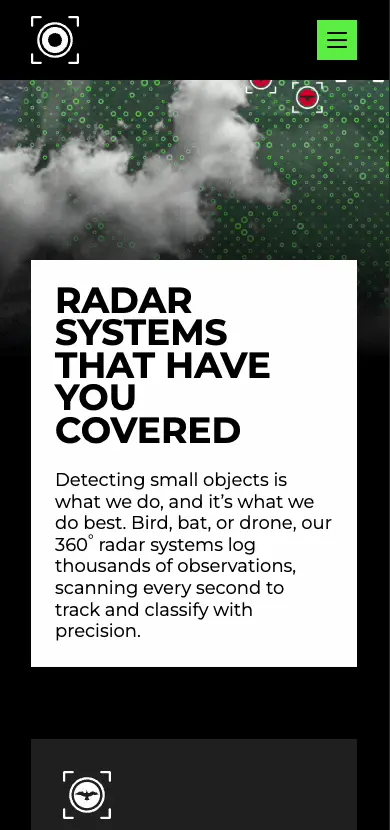 RADAR
SYSTEMS
THAT HAVE
YOU
COVERED
Detecting small objects is
what we do, and it’s what we
do best. Bird, bat, or drone, our
360° radar systems log
thousands of observations,
scanning every second to
track and classify with
precision.